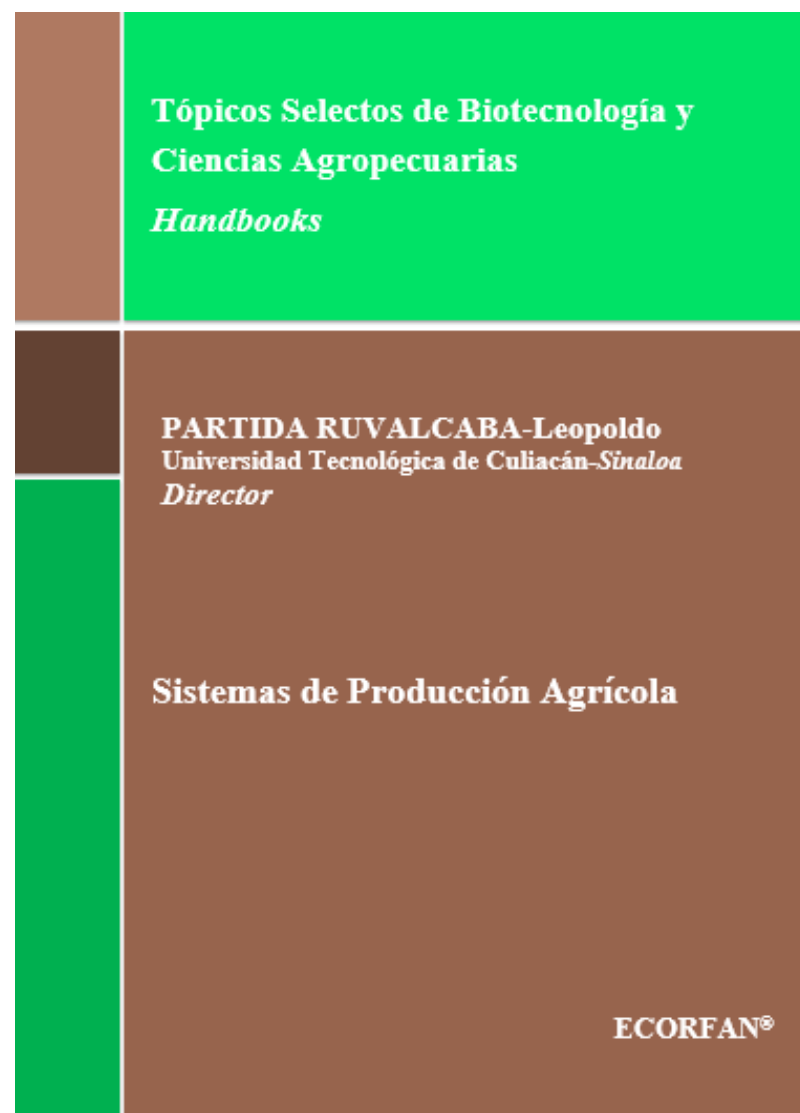 Tópicos Selectos de Biotecnología y
Ciencias Agropecuarias
Handbooks
PARTIDA RUVALCABA-Leopoldo
Universidad Tecnológica de Culiacán-Sinaloa
Director
Sistemas de Producción Agrícola
ECORFAN®